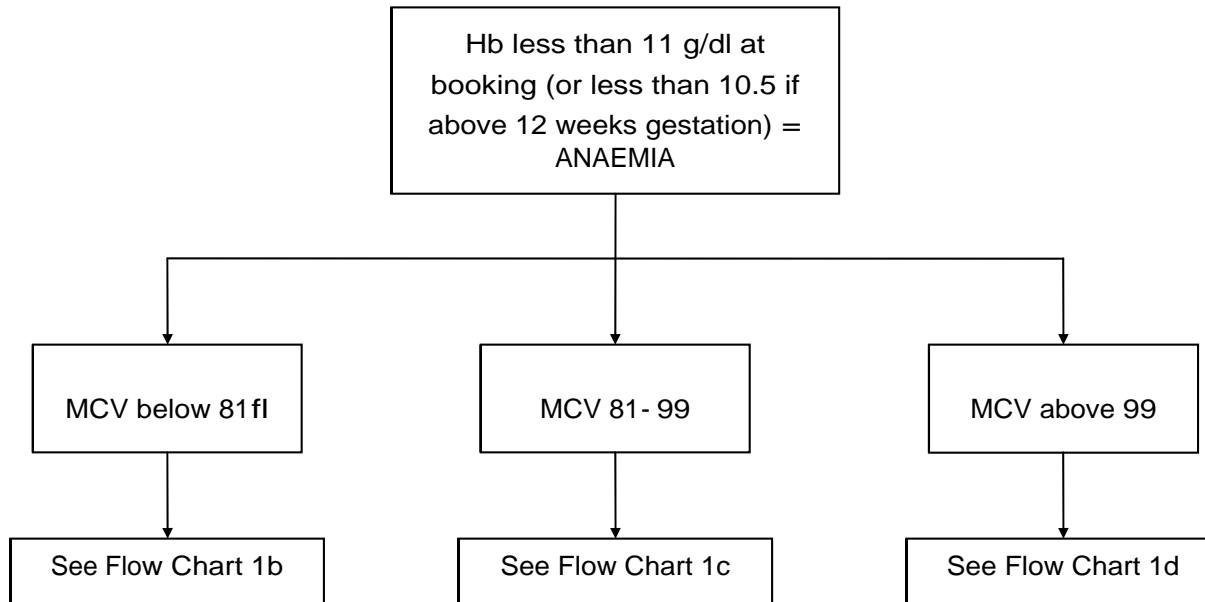 Hb less than 11 g/dl at
booking (or less than 10.5 if
above 12 weeks gestation) =
ANAEMIA
MCV below 81fl
MCV 81- 99
MCV above 99
See Flow Chart 1b
See Flow Chart 1c
See Flow Chart 1d